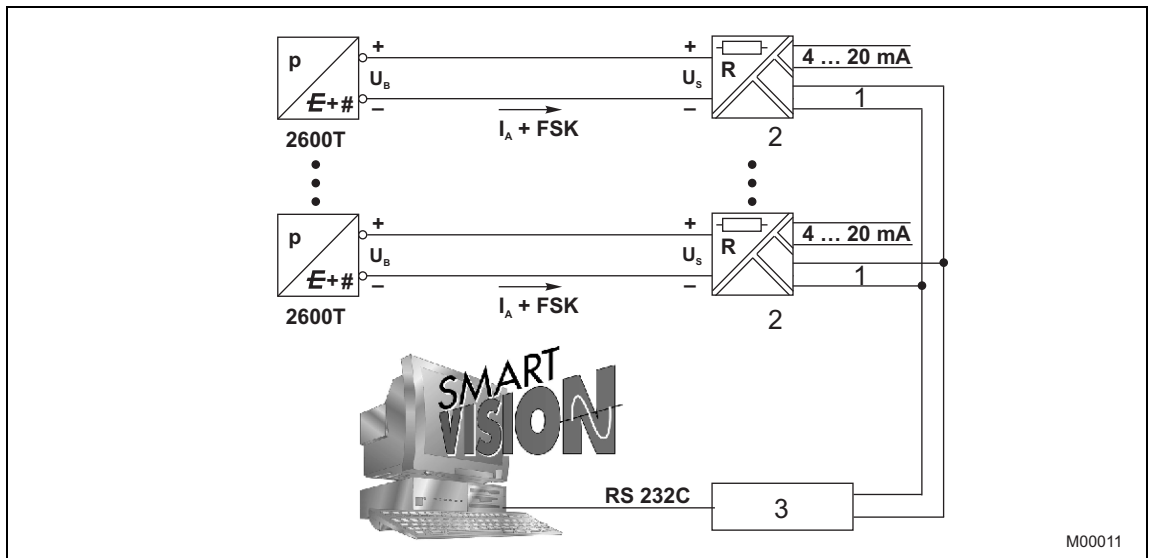 p
E+#
2600T
+
U_B
–
I_A + FSK
+
U_S
–
R
2
4 ... 20 mA
1
p
E+#
2600T
+
U_B
–
I_A + FSK
+
U_S
–
R
2
4 ... 20 mA
1
SMART
VISION
RS 232C
3
M00011